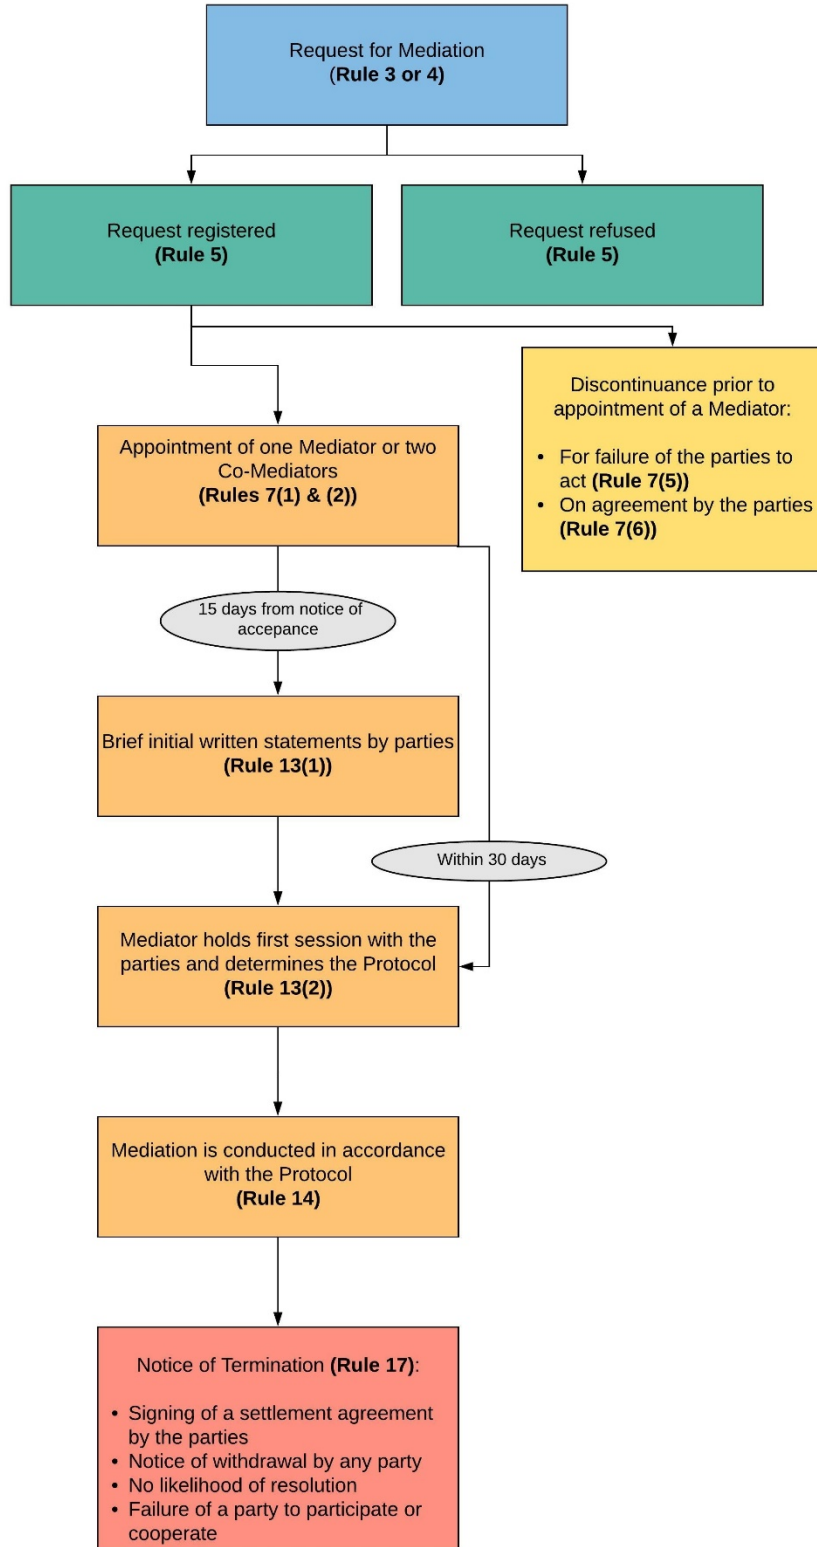 Request for Mediation
(Rule 3 or 4)
Request registered
(Rule 5)
Request refused
(Rule 5)
Discontinuance prior to
appointment of a Mediator:
• For failure of the parties to
act (Rule 7(5))
• On agreement by the parties
(Rule 7(6))
Appointment of one Mediator or two
Co-Mediators
(Rules 7(1) & (2))
15 days from notice of
accepance
Brief initial written statements by parties
(Rule 13(1))
Within 30 days
Mediator holds first session with the
parties and determines the Protocol
(Rule 13(2))
Mediation is conducted in accordance
with the Protocol
(Rule 14)
Notice of Termination (Rule 17):
• Signing of a settlement agreement
by the parties
• Notice of withdrawal by any party
• No likelihood of resolution
• Failure of a party to participate or
cooperate